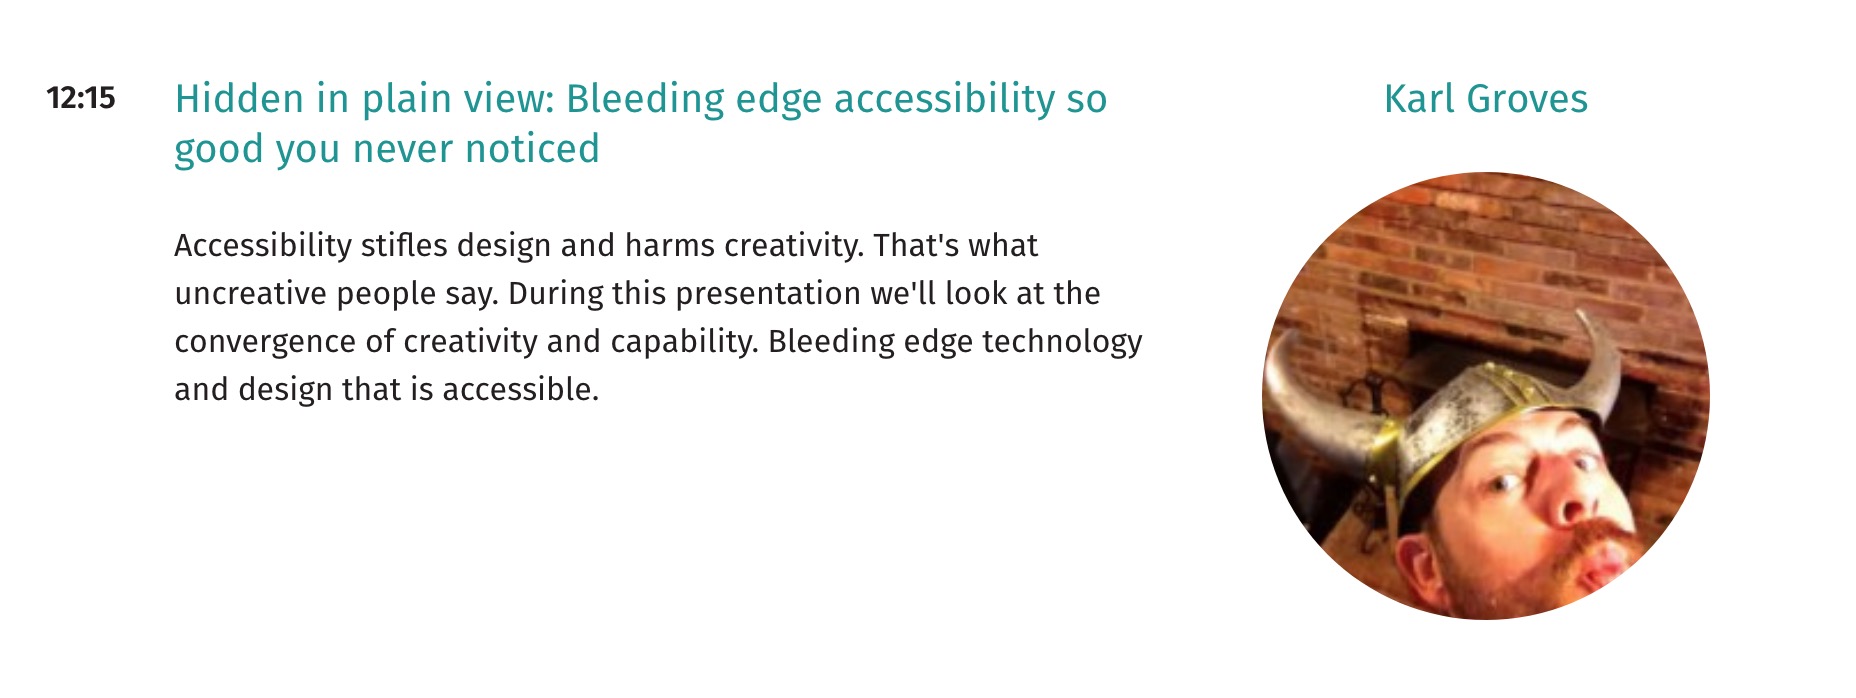 12:15
Hidden in plain view: Bleeding edge accessibility so
good you never noticed
Accessibility stifles design and harms creativity. That's what
uncreative people say. During this presentation we'll look at the
convergence of creativity and capability. Bleeding edge technology
and design that is accessible.
Karl Groves